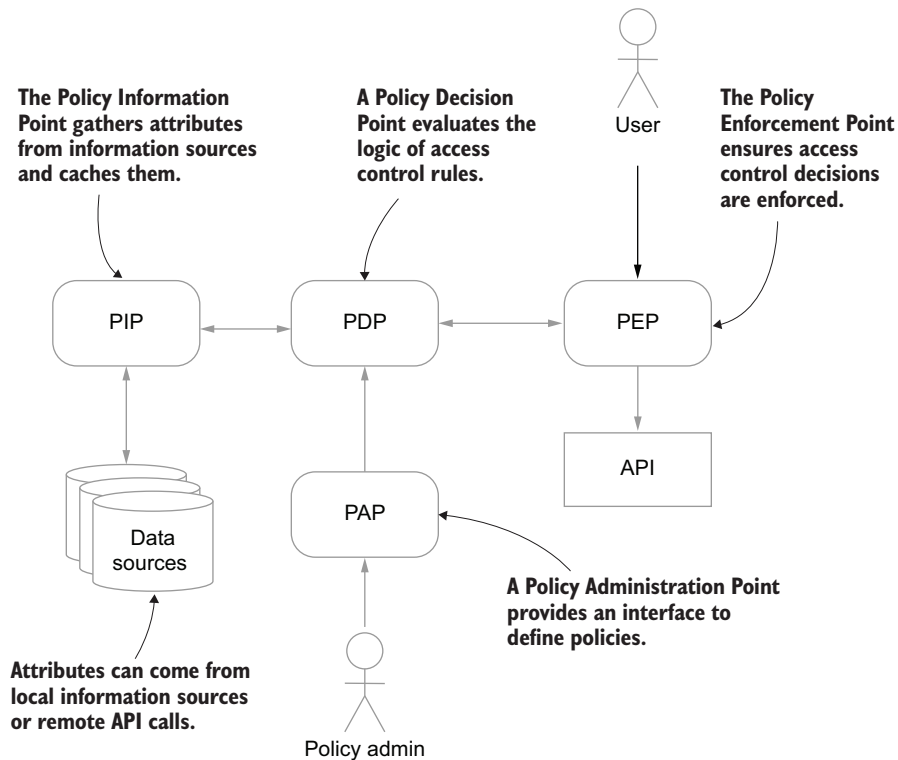 The Policy Information
Point gathers attributes
from information sources
and caches them.
A Policy Decision
Point evaluates the
logic of access
control rules.
User
The Policy
Enforcement Point
ensures access
control decisions
are enforced.
PIP
PDP
PEP
API
Data
sources
PAP
A Policy Administration Point
provides an interface to
define policies.
Attributes can come from
local information sources
or remote API calls.
Policy admin